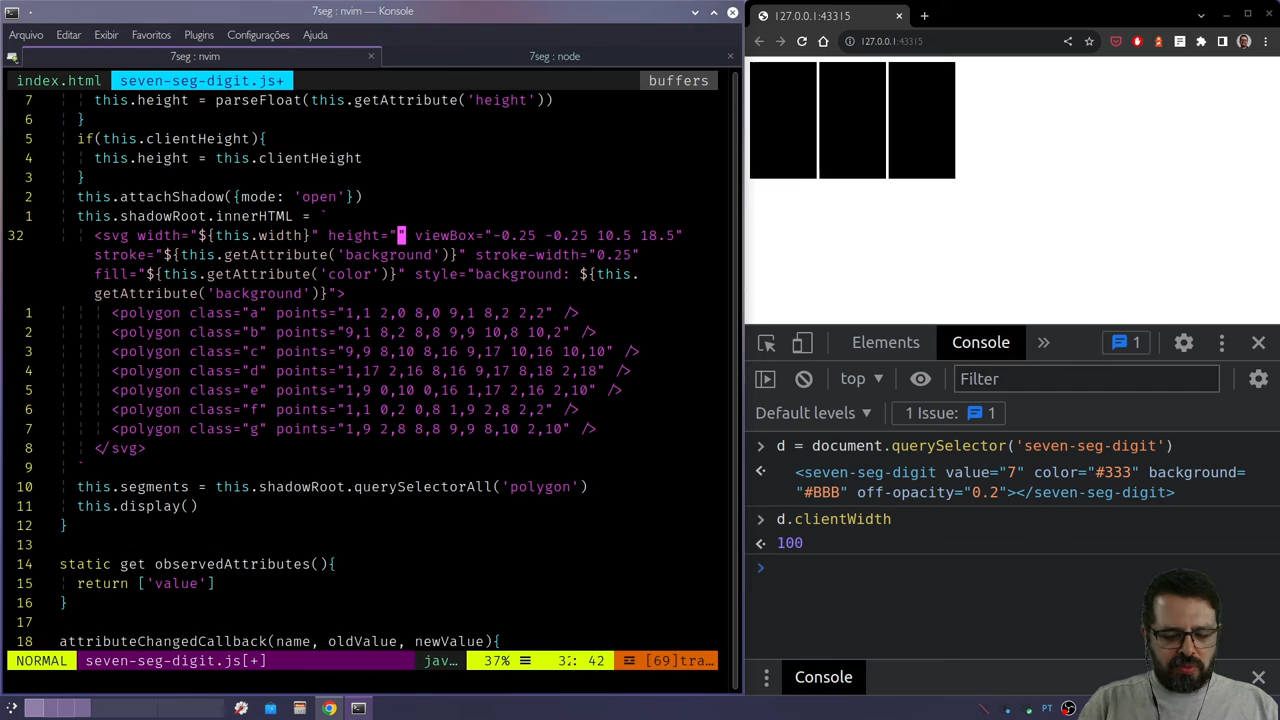 7seg : nvim — Konsole
Arquivo Editar Exibir Favoritos Plugins Configurações Ajuda
7seg : nvim
7seg : node
index.html seven-seg-digit.js+ buffers
7 this.height = parseFloat(this.getAttribute('height'))
6 }
5 if(this.clientHeight){
4 this.height = this.clientHeight
3 }
2 this.attachShadow({mode: 'open'})
1 this.shadowRoot.innerHTML = `
32 <svg width="${this.width}" height="" viewBox="-0.25 -0.25 10.5 18.5"
stroke="${this.getAttribute('background')}" stroke-width="0.25"
fill="${this.getAttribute('color')}" style="background: ${this.
getAttribute('background')}">
1 <polygon class="a" points="1,1 2,0 8,0 9,1 8,2 2,2" />
2 <polygon class="b" points="9,1 8,2 8,8 9,9 10,8 10,2" />
3 <polygon class="c" points="9,9 8,10 8,16 9,17 10,16 10,10" />
4 <polygon class="d" points="1,17 2,16 8,16 9,17 8,18 2,18" />
5 <polygon class="e" points="1,9 0,10 0,16 1,17 2,16 2,10" />
6 <polygon class="f" points="1,1 0,2 0,8 1,9 2,8 2,2" />
7 <polygon class="g" points="1,9 2,8 8,8 9,9 8,10 2,10" />
8 </svg>
9 `
10 this.segments = this.shadowRoot.querySelectorAll('polygon')
11 this.display()
12 }
13
14 static get observedAttributes(){
15 return ['value']
16 }
17
18 attributeChangedCallback(name, oldValue, newValue){
NORMAL seven-seg-digit.js[+] jav… 37% 32: 42 [69]tra…
127.0.0.1:43315
127.0.0.1:43315
Elements Console 1
top Filter
Default levels 1 Issue: 1
d = document.querySelector('seven-seg-digit')
<seven-seg-digit value="7" color="#333" background=
"#BBB" off-opacity="0.2"></seven-seg-digit>
d.clientWidth
100
Console
PT